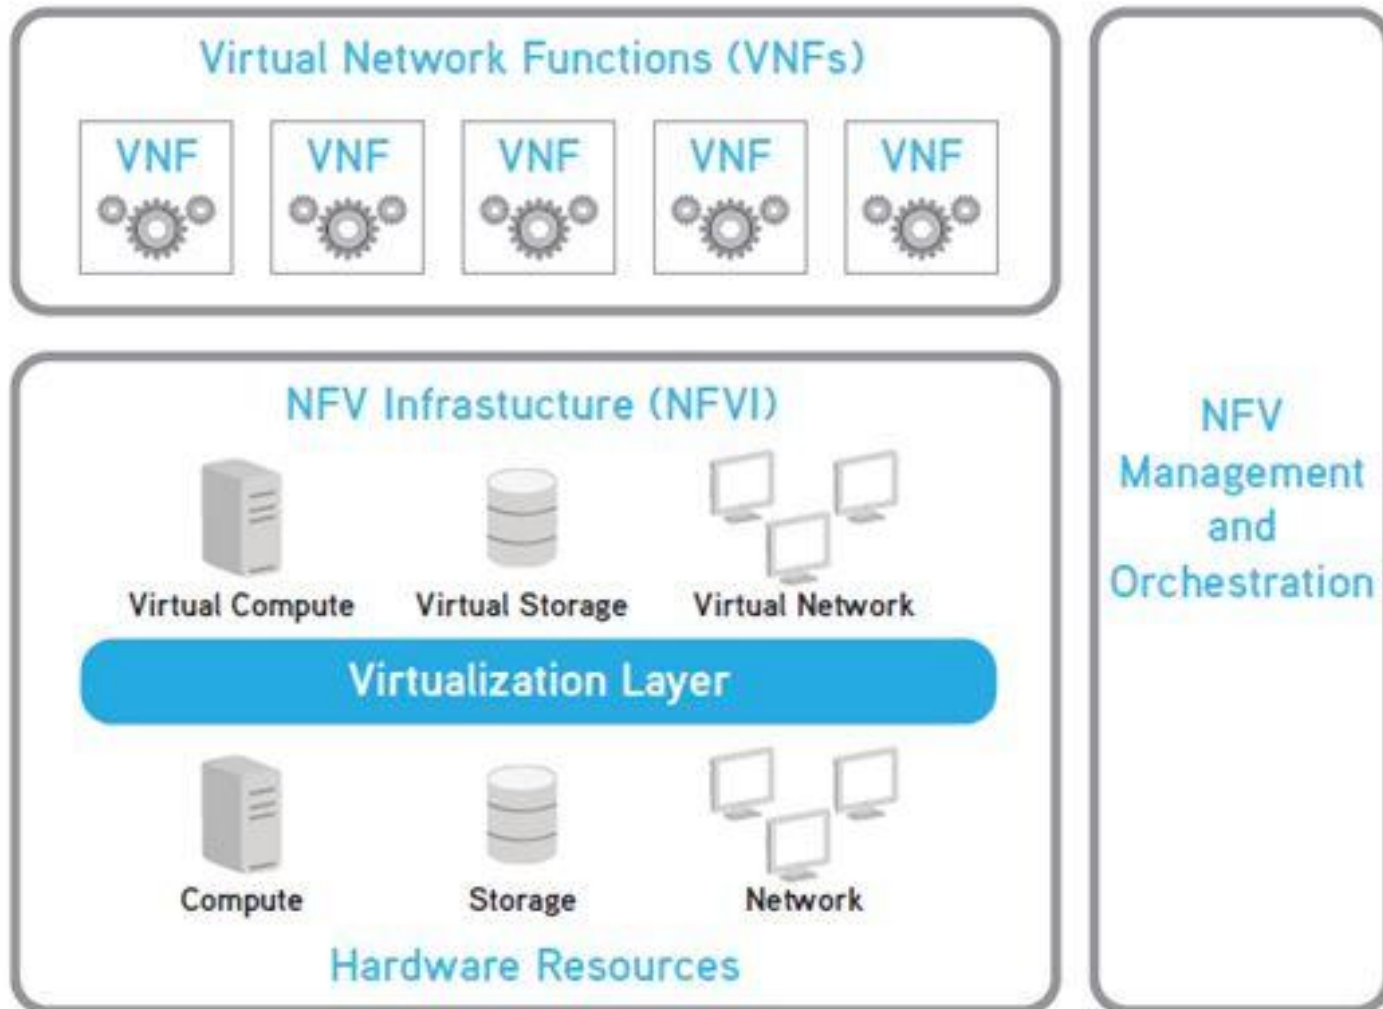 Virtual Network Functions (VNFs)
VNF VNF VNF VNF VNF
NFV Infrastucture (NFVI)
Virtual Compute Virtual Storage Virtual Network
Virtualization Layer
Compute Storage Network
Hardware Resources
NFV
Management
and
Orchestration